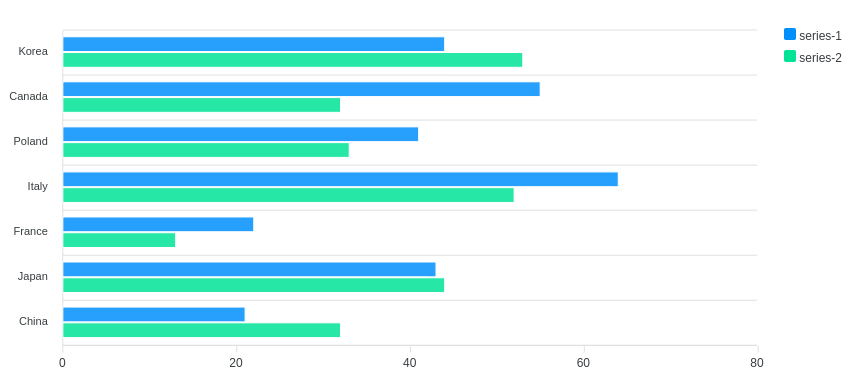 series-1
series-2
Korea
Canada
Poland
Italy
France
Japan
China
0 20 40 60 80